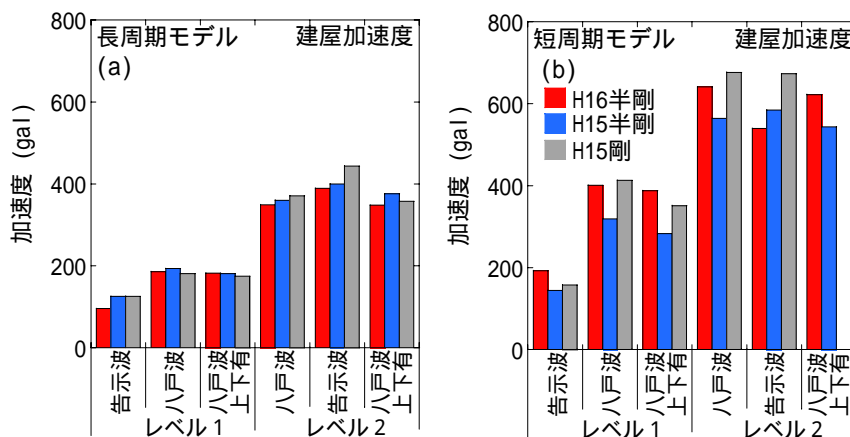 長周期モデル 建屋加速度
(a)
加速度 (gal)
800
600
400
200
0
告示波
八戸波
八戸波
上下有
八戸波
告示波
八戸波
上下有
レベル1 レベル2
短周期モデル 建屋加速度
(b)
H16半剛
H15半剛
H15剛
加速度 (gal)
800
600
400
200
0
告示波
八戸波
八戸波
上下有
八戸波
告示波
八戸波
上下有
レベル1 レベル2